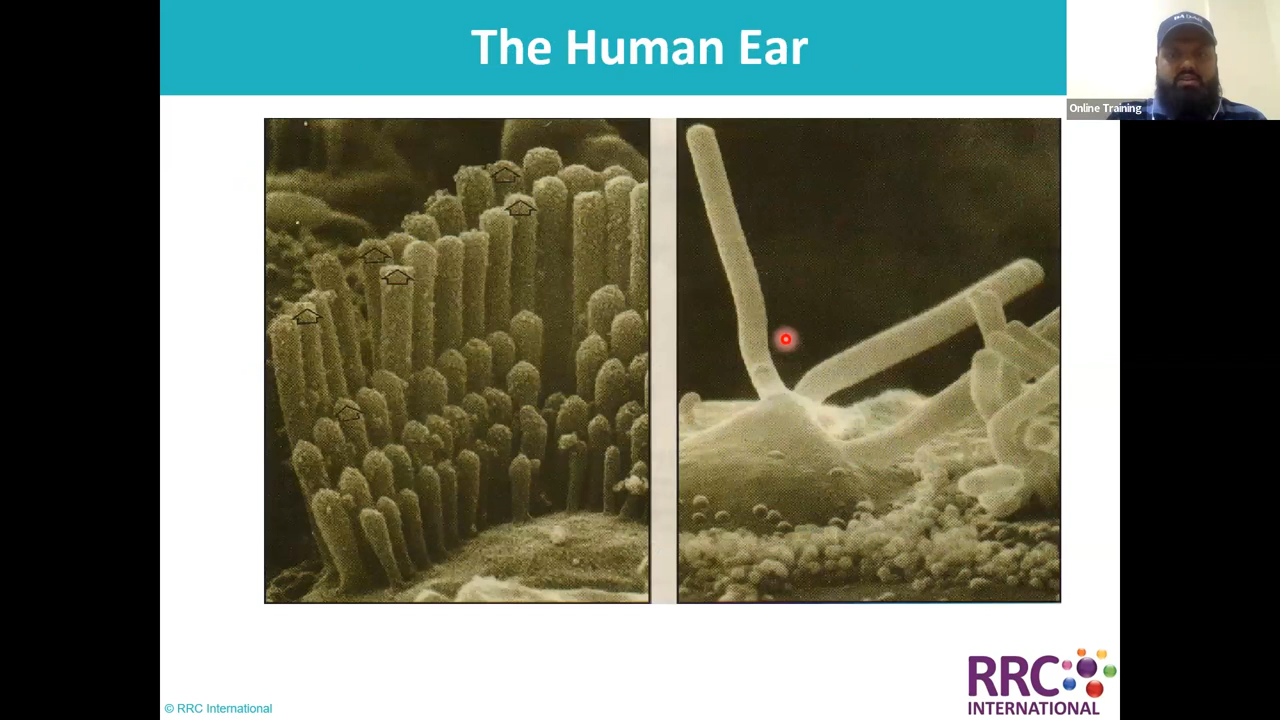 The Human Ear
Online Training
© RRC International
RRC
INTERNATIONAL